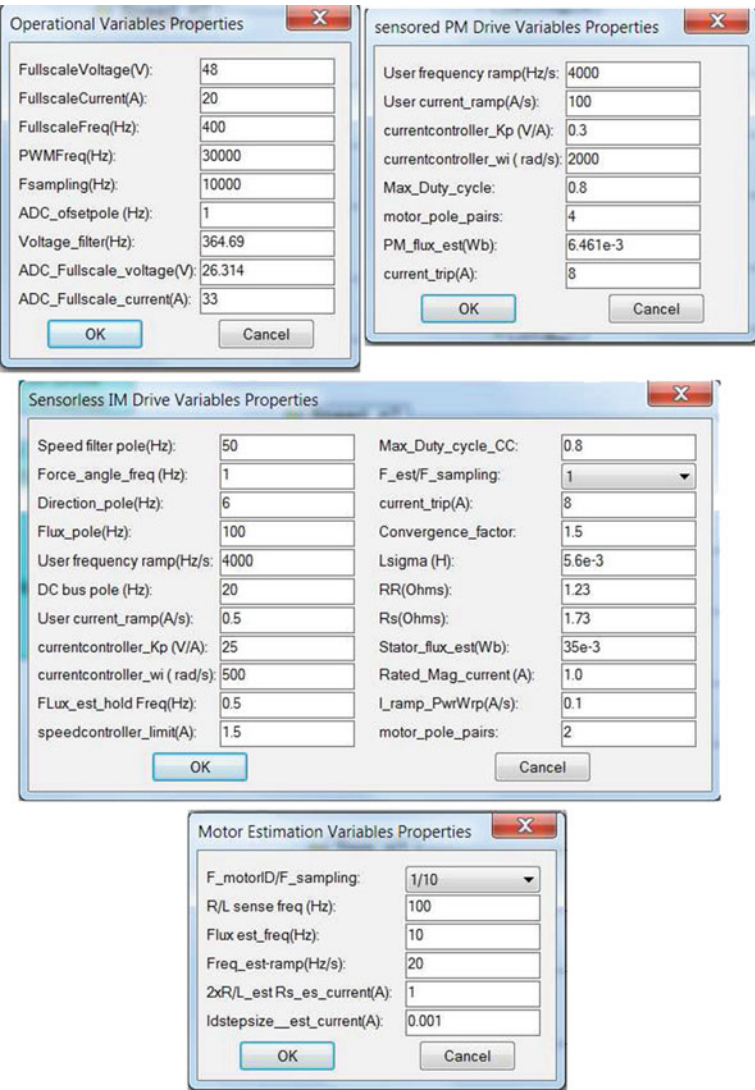 Operational Variables Properties
FullscaleVoltage(V): 48
FullscaleCurrent(A): 20
FullscaleFreq(Hz): 400
PWMFreq(Hz): 30000
Fsampling(Hz): 10000
ADC_ofsetpole (Hz): 1
Voltage_filter(Hz): 364.69
ADC_Fullscale_voltage(V): 26.314
ADC_Fullscale_current(A): 33
OK Cancel
sensored PM Drive Variables Properties
User frequency ramp(Hz/s: 4000
User current_ramp(A/s): 100
currentcontroller_Kp (V/A): 0.3
currentcontroller_wi ( rad/s): 2000
Max_Duty_cycle: 0.8
motor_pole_pairs: 4
PM_flux_est(Wb): 6.461e-3
current_trip(A): 8
OK Cancel
Sensorless IM Drive Variables Properties
Speed filter pole(Hz): 50
Force_angle_freq (Hz): 1
Direction_pole(Hz): 6
Flux_pole(Hz): 100
User frequency ramp(Hz/s: 4000
DC bus pole (Hz): 20
User current_ramp(A/s): 0.5
currentcontroller_Kp (V/A): 25
currentcontroller_wi ( rad/s): 500
FLux_est_hold Freq(Hz): 0.5
speedcontroller_limit(A): 1.5
Max_Duty_cycle_CC: 0.8
F_est/F_sampling: 1
current_trip(A): 8
Convergence_factor: 1.5
Lsigma (H): 5.6e-3
RR(Ohms): 1.23
Rs(Ohms): 1.73
Stator_flux_est(Wb): 35e-3
Rated_Mag_current (A): 1.0
I_ramp_PwrWrp(A/s): 0.1
motor_pole_pairs: 2
OK Cancel
Motor Estimation Variables Properties
F_motorID/F_sampling: 1/10
R/L sense freq (Hz): 100
Flux est_freq(Hz): 10
Freq_est-ramp(Hz/s): 20
2xR/L_est Rs_es_current(A): 1
Idstepsize__est_current(A): 0.001
OK Cancel